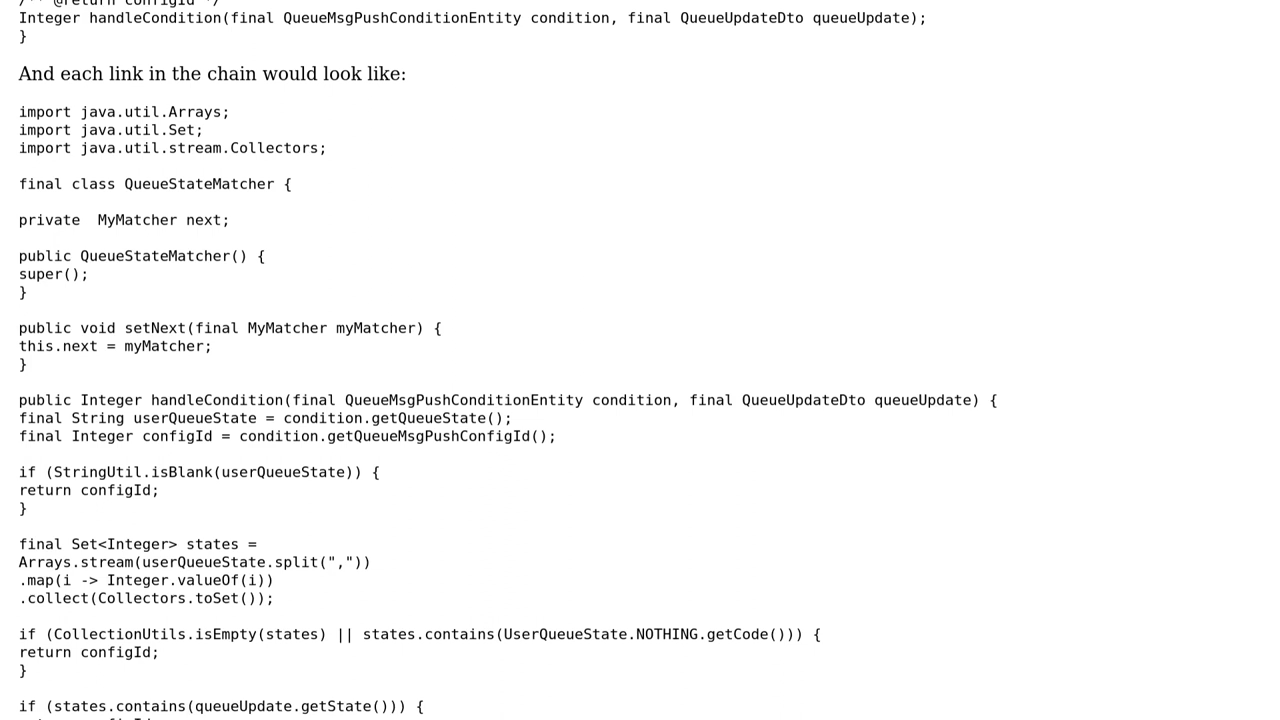 /** @return configId */
Integer handleCondition(final QueueMsgPushConditionEntity condition, final QueueUpdateDto queueUpdate);
}
And each link in the chain would look like:
import java.util.Arrays;
import java.util.Set;
import java.util.stream.Collectors;
final class QueueStateMatcher {
private  MyMatcher next;
public QueueStateMatcher() {
super();
}
public void setNext(final MyMatcher myMatcher) {
this.next = myMatcher;
}
public Integer handleCondition(final QueueMsgPushConditionEntity condition, final QueueUpdateDto queueUpdate) {
final String userQueueState = condition.getQueueState();
final Integer configId = condition.getQueueMsgPushConfigId();
if (StringUtil.isBlank(userQueueState)) {
return configId;
}
final Set<Integer> states =
Arrays.stream(userQueueState.split(","))
.map(i -> Integer.valueOf(i))
.collect(Collectors.toSet());
if (CollectionUtils.isEmpty(states) || states.contains(UserQueueState.NOTHING.getCode())) {
return configId;
}
if (states.contains(queueUpdate.getState())) {